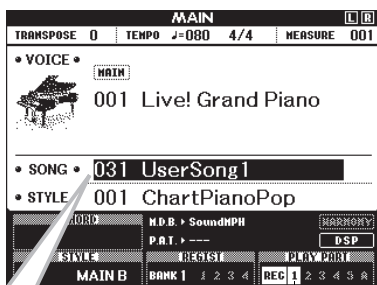 MAIN L R
TRANSPOSE 0 TEMPO ♩=080 4/4 MEASURE 001
• VOICE •
MAIN
001 Live! Grand Piano
• SONG • 031 UserSong1
• STYLE 001 ChartPianoPop
M.D.B. ▸ SoundMPH HARMONY
P.A.T. ▸ --- DSP
STYLE REGIST PLAY PART
MAIN B BANK 1 1 2 3 4 REC 1 2 3 4 5 A